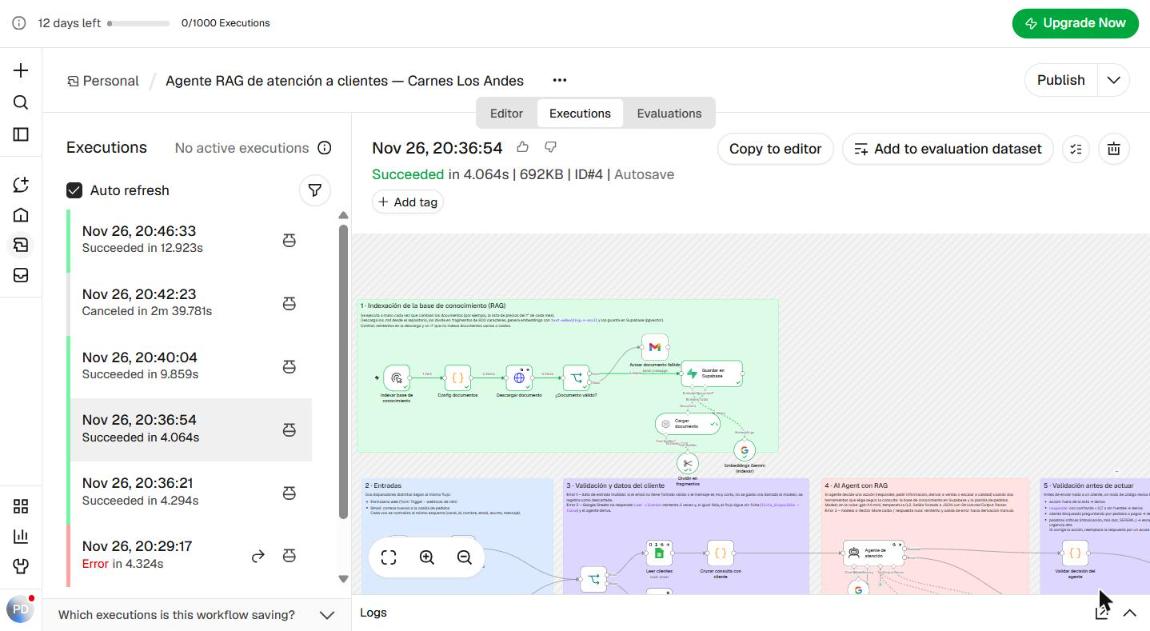 12 days left
0/1000 Executions
Upgrade Now
Personal / Agente RAG de atención a clientes — Carnes Los Andes
Publish
Editor
Executions
Evaluations
Executions
No active executions
Auto refresh
Nov 26, 20:46:33
Succeeded in 12.923s
Nov 26, 20:42:23
Canceled in 2m 39.781s
Nov 26, 20:40:04
Succeeded in 9.859s
Nov 26, 20:36:54
Succeeded in 4.064s
Nov 26, 20:36:21
Succeeded in 4.294s
Nov 26, 20:29:17
Error in 4.324s
Which executions is this workflow saving?
PD
Nov 26, 20:36:54
Succeeded in 4.064s | 692KB | ID#4 | Autosave
Add tag
Copy to editor
Add to evaluation dataset
1 · Indexación de la base de conocimiento (RAG)
Indexar base de
conocimiento
Config documentos
Descargar documento
¿Documento válido?
Avisar documento fallido
Guardar en
Supabase
Cargar
documento
Dividir en
fragmentos
Embeddings Gemini
(indexar)
2 · Entradas
3 · Validación y datos del cliente
Leer clientes
Cruzar consulta con
cliente
4 · AI Agent con RAG
Agente de
atención
5 · Validación antes de actuar
Validar decisión del
agente
Logs